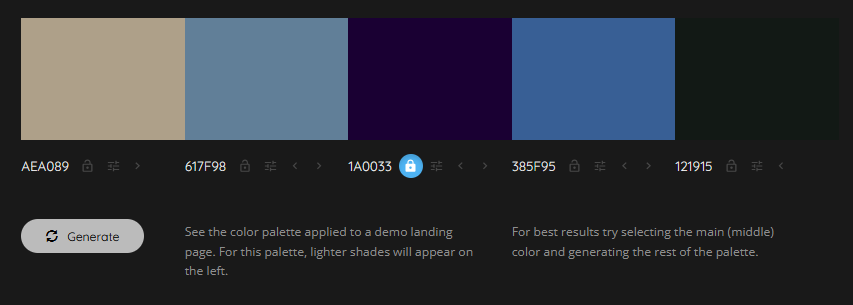 AEA089
617F98
1A0033
385F95
121915
Generate
See the color palette applied to a demo landing
page. For this palette, lighter shades will appear on
the left.
For best results try selecting the main (middle)
color and generating the rest of the palette.